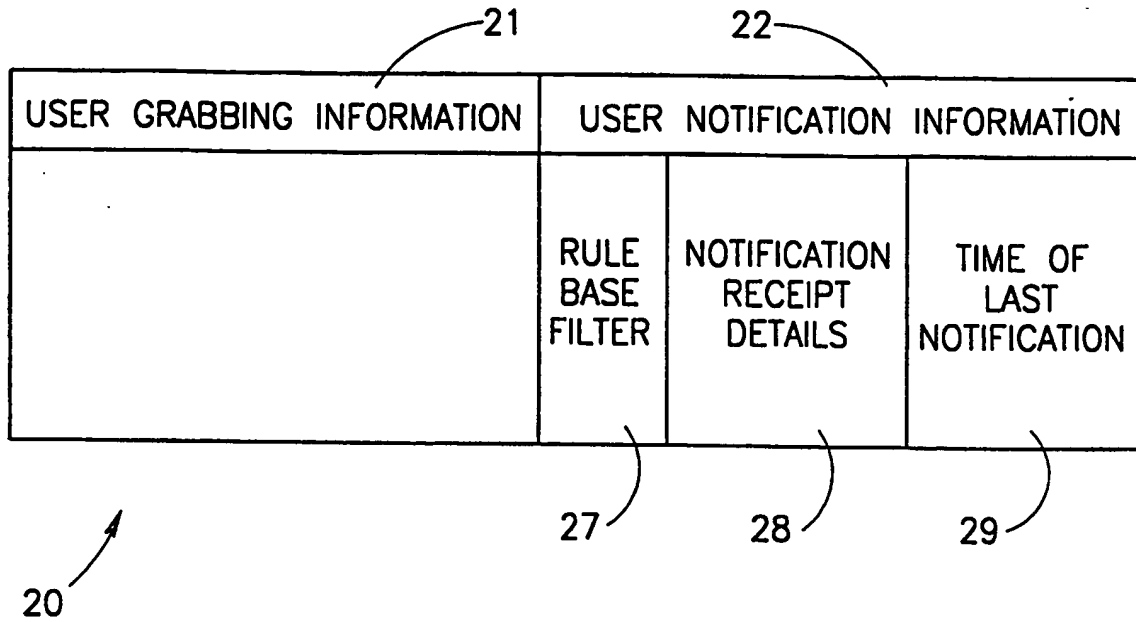 21
22
USER GRABBING INFORMATION
USER NOTIFICATION INFORMATION
RULE
BASE
FILTER
NOTIFICATION
RECEIPT
DETAILS
TIME OF
LAST
NOTIFICATION
27
28
29
20